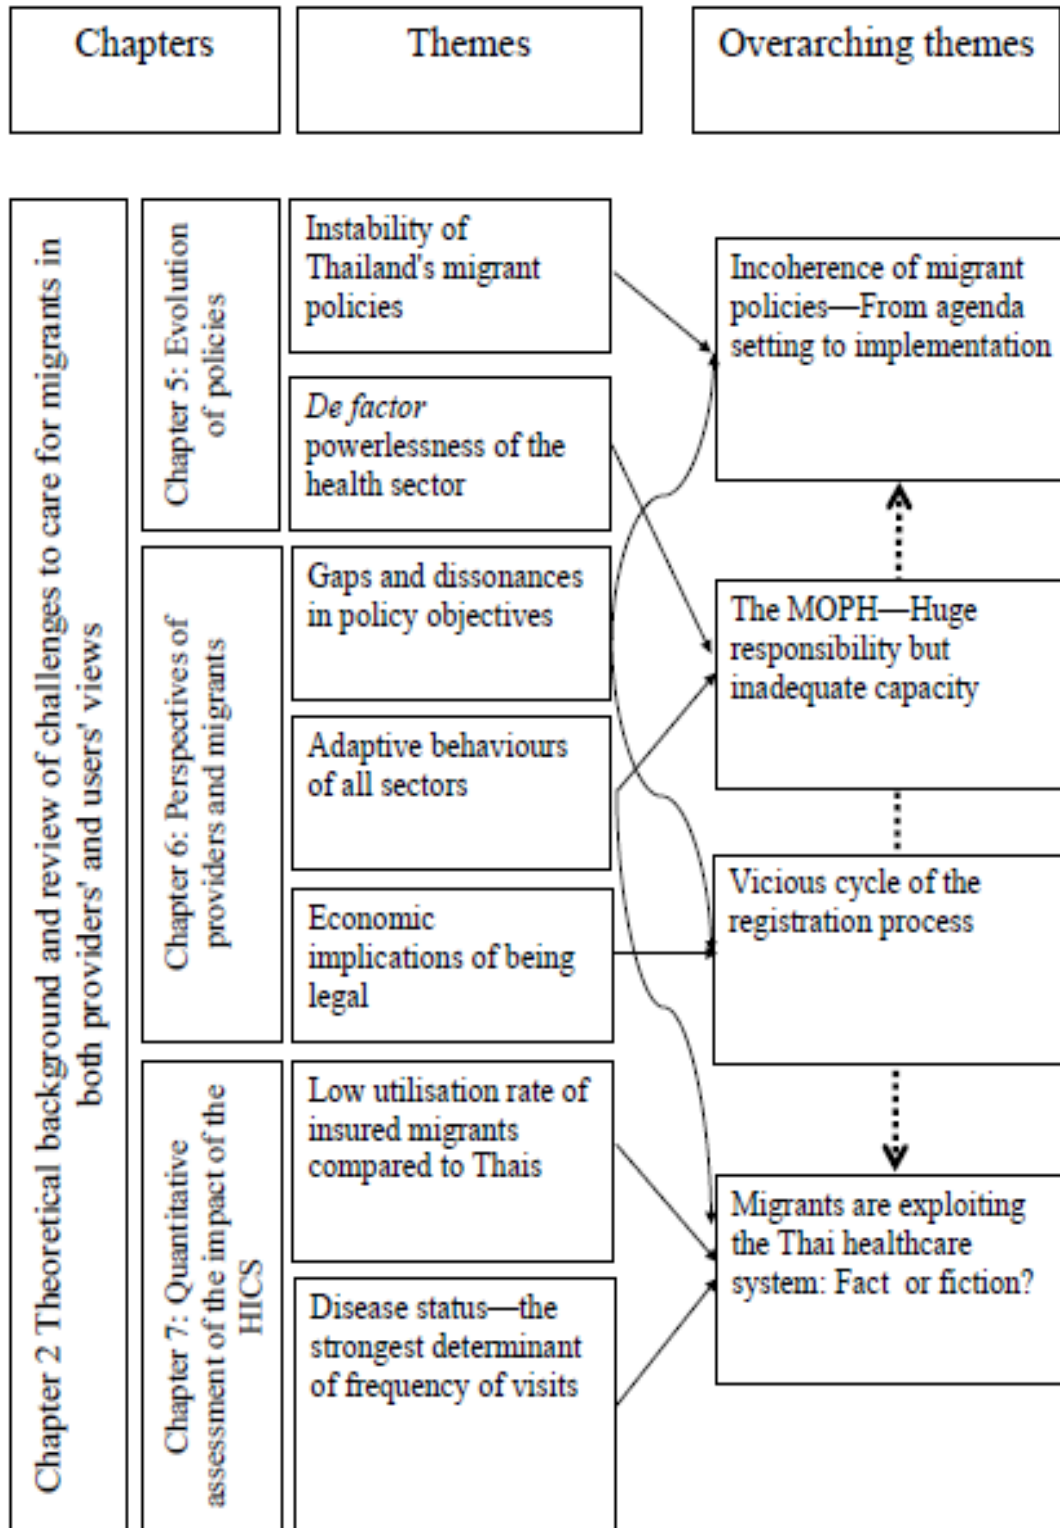 Chapters
Themes
Overarching themes
Chapter 2 Theoretical background and review of challenges to care for migrants in
both providers' and users' views
Chapter 5: Evolution
of policies
Instability of
Thailand's migrant
policies
De factor
powerlessness of the
health sector
Chapter 6: Perspectives of
providers and migrants
Gaps and dissonances
in policy objectives
Adaptive behaviours
of all sectors
Economic
implications of being
legal
Chapter 7: Quantitative
assessment of the impact of the
HICS
Low utilisation rate of
insured migrants
compared to Thais
Disease status—the
strongest determinant
of frequency of visits
Incoherence of migrant
policies—From agenda
setting to implementation
The MOPH—Huge
responsibility but
inadequate capacity
Vicious cycle of the
registration process
Migrants are exploiting
the Thai healthcare
system: Fact or fiction?